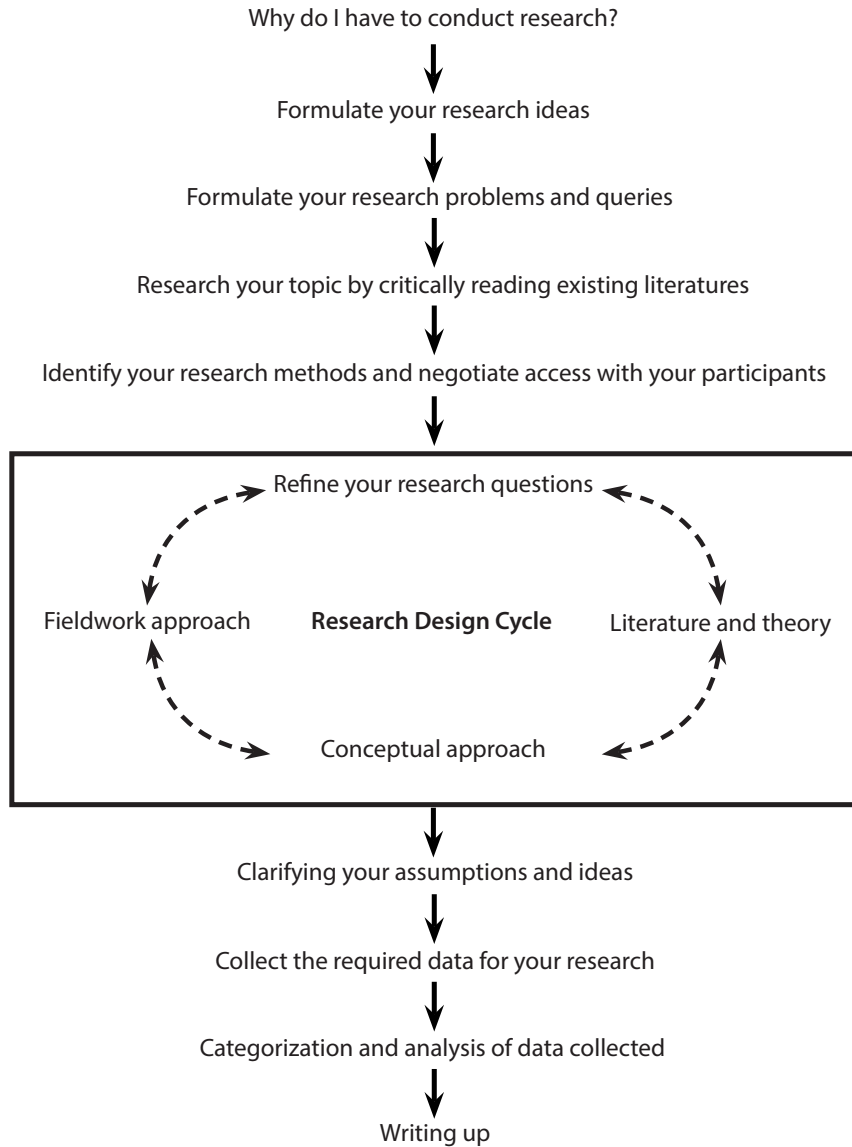 Why do I have to conduct research?
Formulate your research ideas
Formulate your research problems and queries
Research your topic by critically reading existing literatures
Identify your research methods and negotiate access with your participants
Refine your research questions
Fieldwork approach
Research Design Cycle
Literature and theory
Conceptual approach
Clarifying your assumptions and ideas
Collect the required data for your research
Categorization and analysis of data collected
Writing up